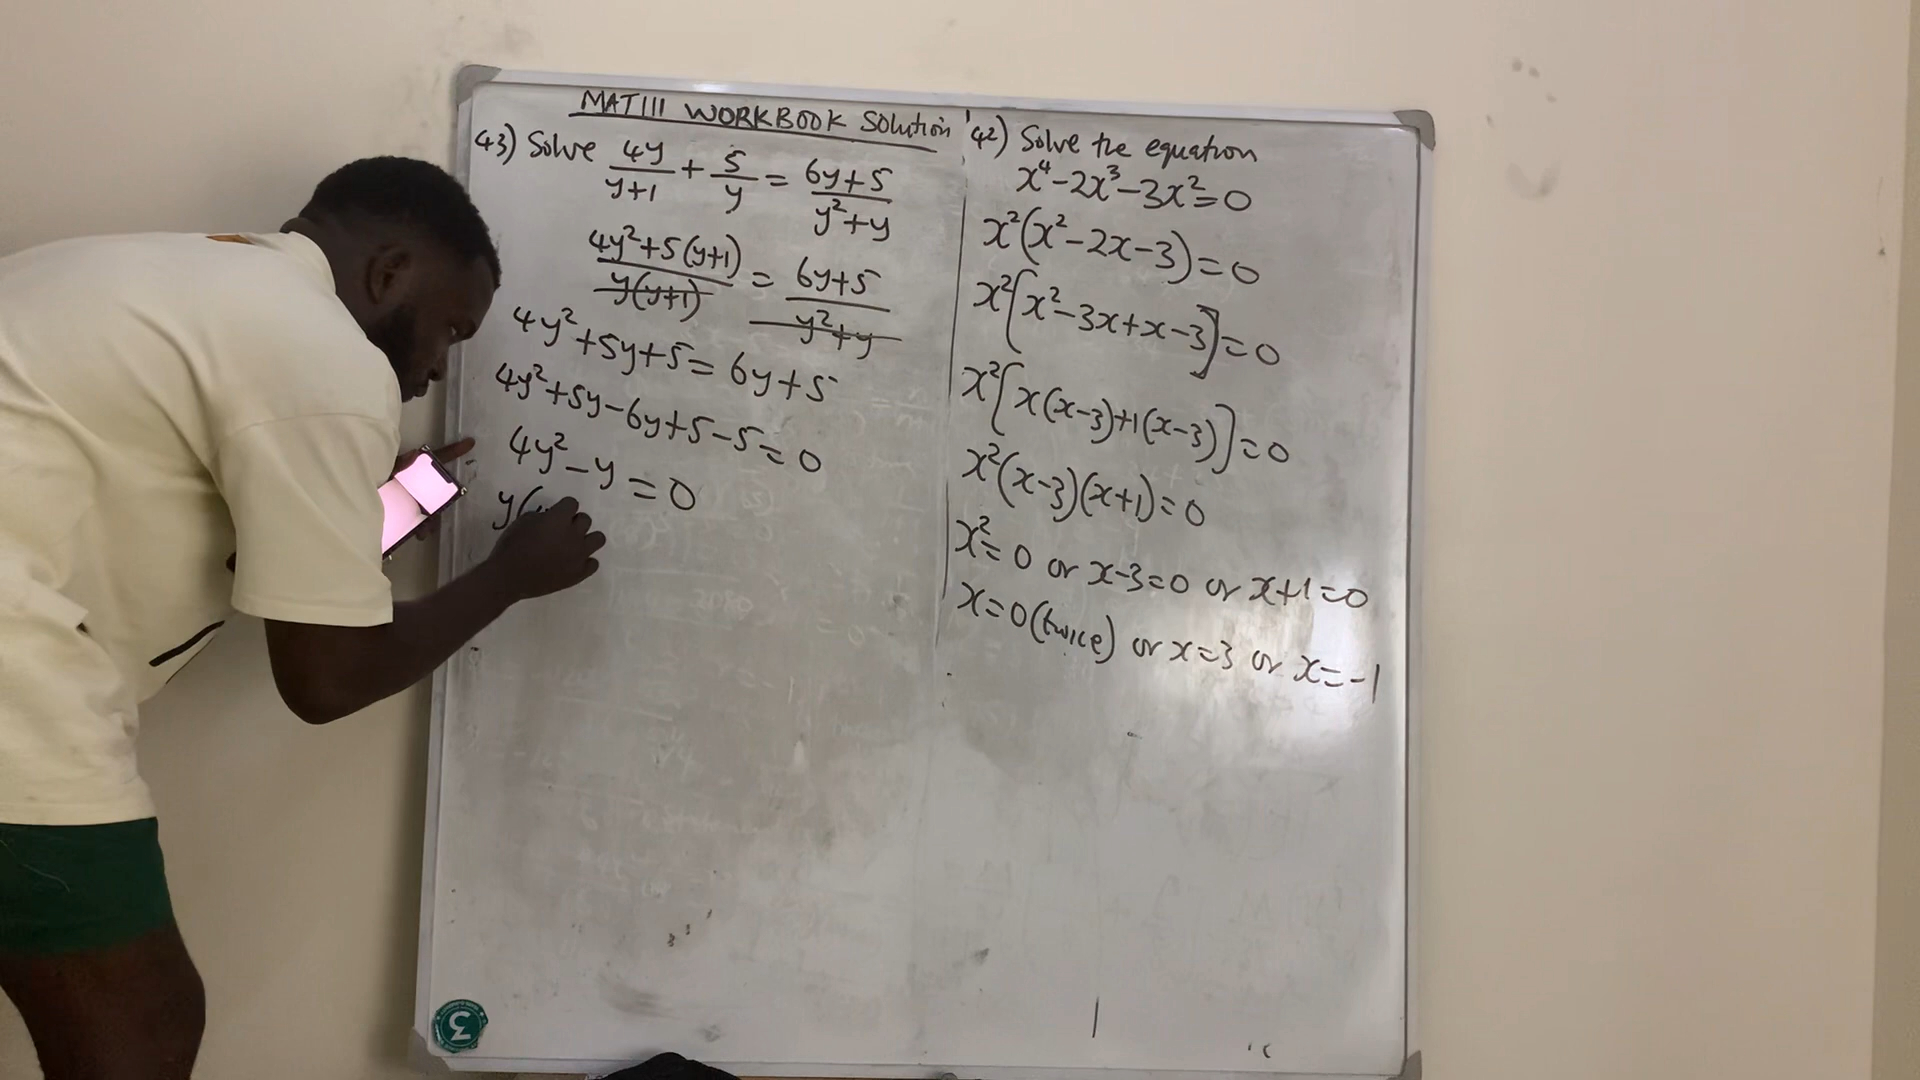 MAT111 WORKBOOK Solution
43) Solve 4y/(y+1) + 5/y = (6y+5)/(y²+y)
(4y²+5(y+1))/(y(y+1)) = (6y+5)/(y²+y)
4y²+5y+5=6y+5
4y²+5y-6y+5-5=0
4y²-y=0
y(
42) Solve the equation
x⁴-2x³-3x²=0
x²(x²-2x-3)=0
x²[x²-3x+x-3]=0
x²[x(x-3)+1(x-3)]=0
x²(x-3)(x+1)=0
x²=0 or x-3=0 or x+1=0
x=0(twice) or x=3 or x=-1
3